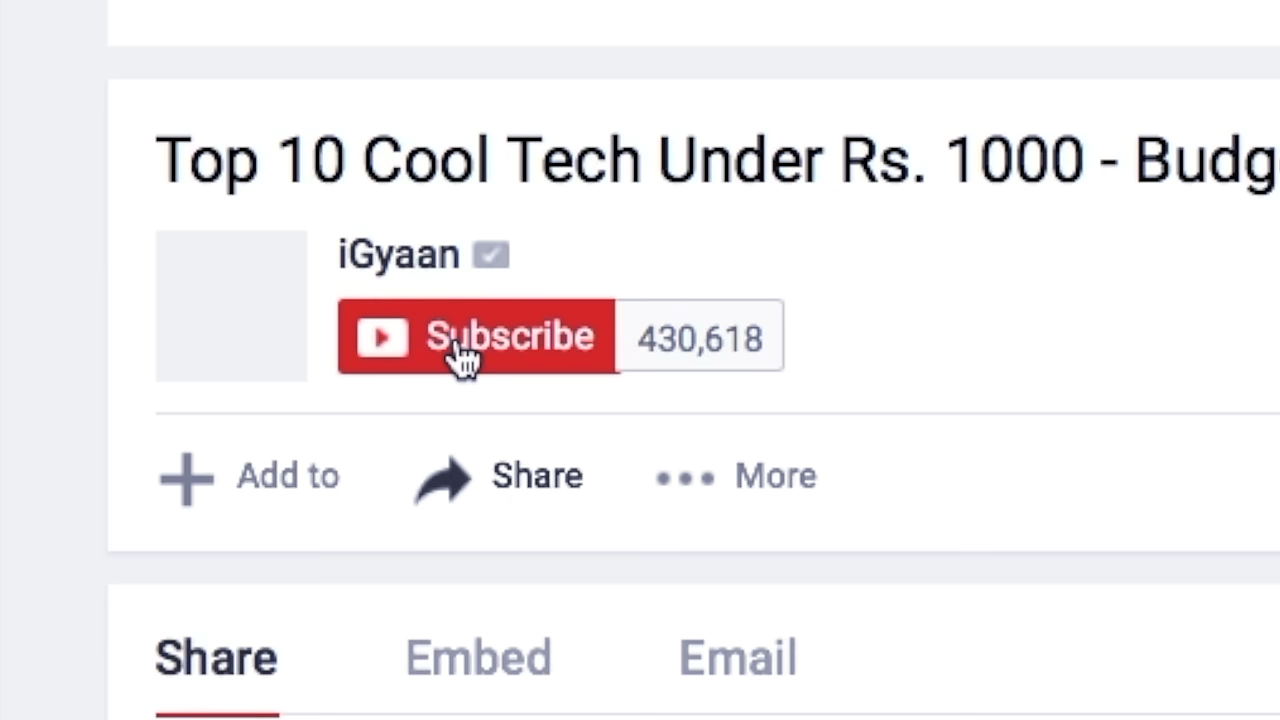 Top 10 Cool Tech Under Rs. 1000 - Budg
iGyaan
Subscribe 430,618
Add to Share More
Share Embed Email